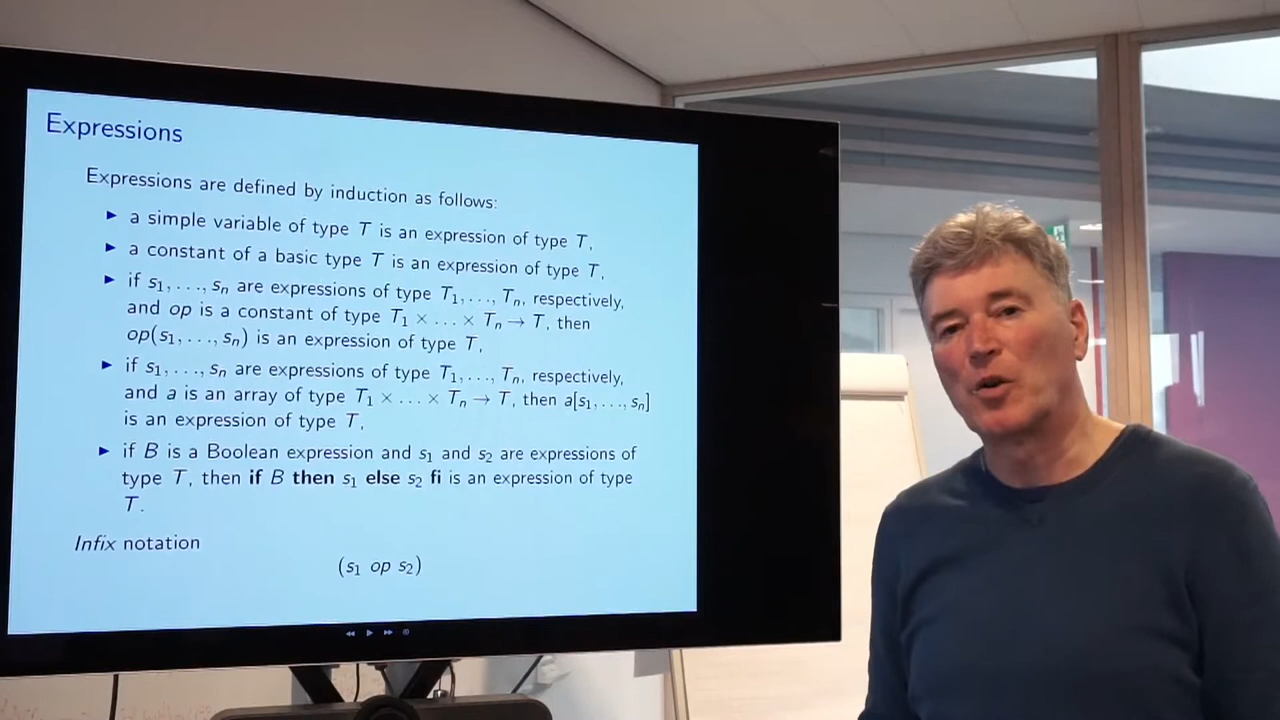 Expressions
Expressions are defined by induction as follows:
▶ a simple variable of type T is an expression of type T,
▶ a constant of a basic type T is an expression of type T,
▶ if s₁, . . . , sₙ are expressions of type T₁, . . . , Tₙ, respectively,
and op is a constant of type T₁ × . . . × Tₙ → T, then
op(s₁, . . . , sₙ) is an expression of type T,
▶ if s₁, . . . , sₙ are expressions of type T₁, . . . , Tₙ, respectively,
and a is an array of type T₁ × . . . × Tₙ → T, then a[s₁, . . . , sₙ]
is an expression of type T,
▶ if B is a Boolean expression and s₁ and s₂ are expressions of
type T, then if B then s₁ else s₂ fi is an expression of type
T.
Infix notation
(s₁ op s₂)